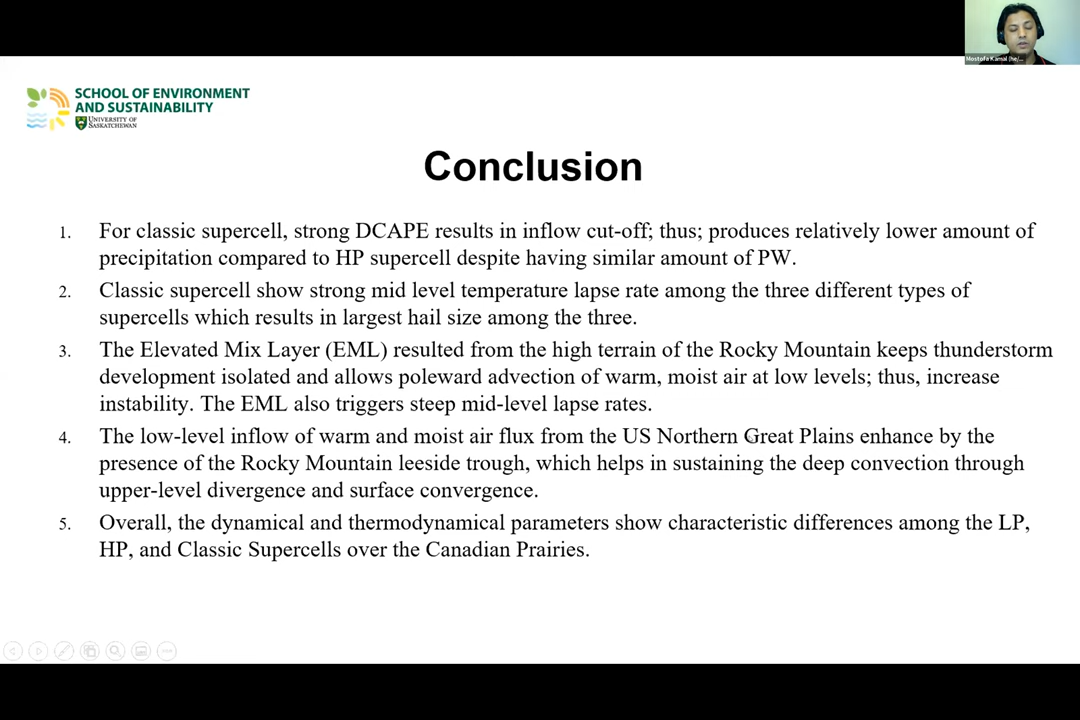 Mostofa Kamal (he/...
SCHOOL OF ENVIRONMENT
AND SUSTAINABILITY
UNIVERSITY OF
SASKATCHEWAN
Conclusion
1. For classic supercell, strong DCAPE results in inflow cut-off; thus; produces relatively lower amount of
precipitation compared to HP supercell despite having similar amount of PW.
2. Classic supercell show strong mid level temperature lapse rate among the three different types of
supercells which results in largest hail size among the three.
3. The Elevated Mix Layer (EML) resulted from the high terrain of the Rocky Mountain keeps thunderstorm
development isolated and allows poleward advection of warm, moist air at low levels; thus, increase
instability. The EML also triggers steep mid-level lapse rates.
4. The low-level inflow of warm and moist air flux from the US Northern Great Plains enhance by the
presence of the Rocky Mountain leeside trough, which helps in sustaining the deep convection through
upper-level divergence and surface convergence.
5. Overall, the dynamical and thermodynamical parameters show characteristic differences among the LP,
HP, and Classic Supercells over the Canadian Prairies.